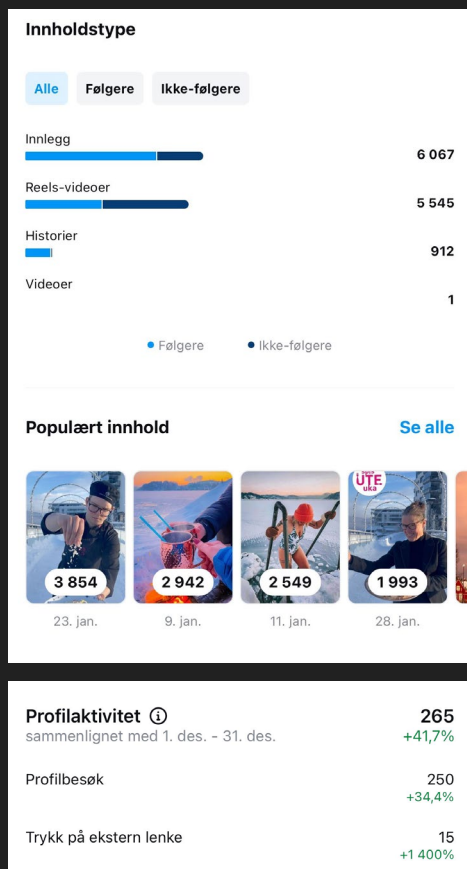 Innholdstype
Alle Følgere Ikke-følgere
Innlegg
6 067
Reels-videoer
5 545
Historier
912
Videoer
1
Følgere Ikke-følgere
Populært innhold Se alle
UTE
uka
3 854 2 942 2 549 1 993
23. jan. 9. jan. 11. jan. 28. jan.
Profilaktivitet 265
sammenlignet med 1. des. - 31. des. +41,7%
Profilbesøk 250
+34,4%
Trykk på ekstern lenke 15
+1 400%